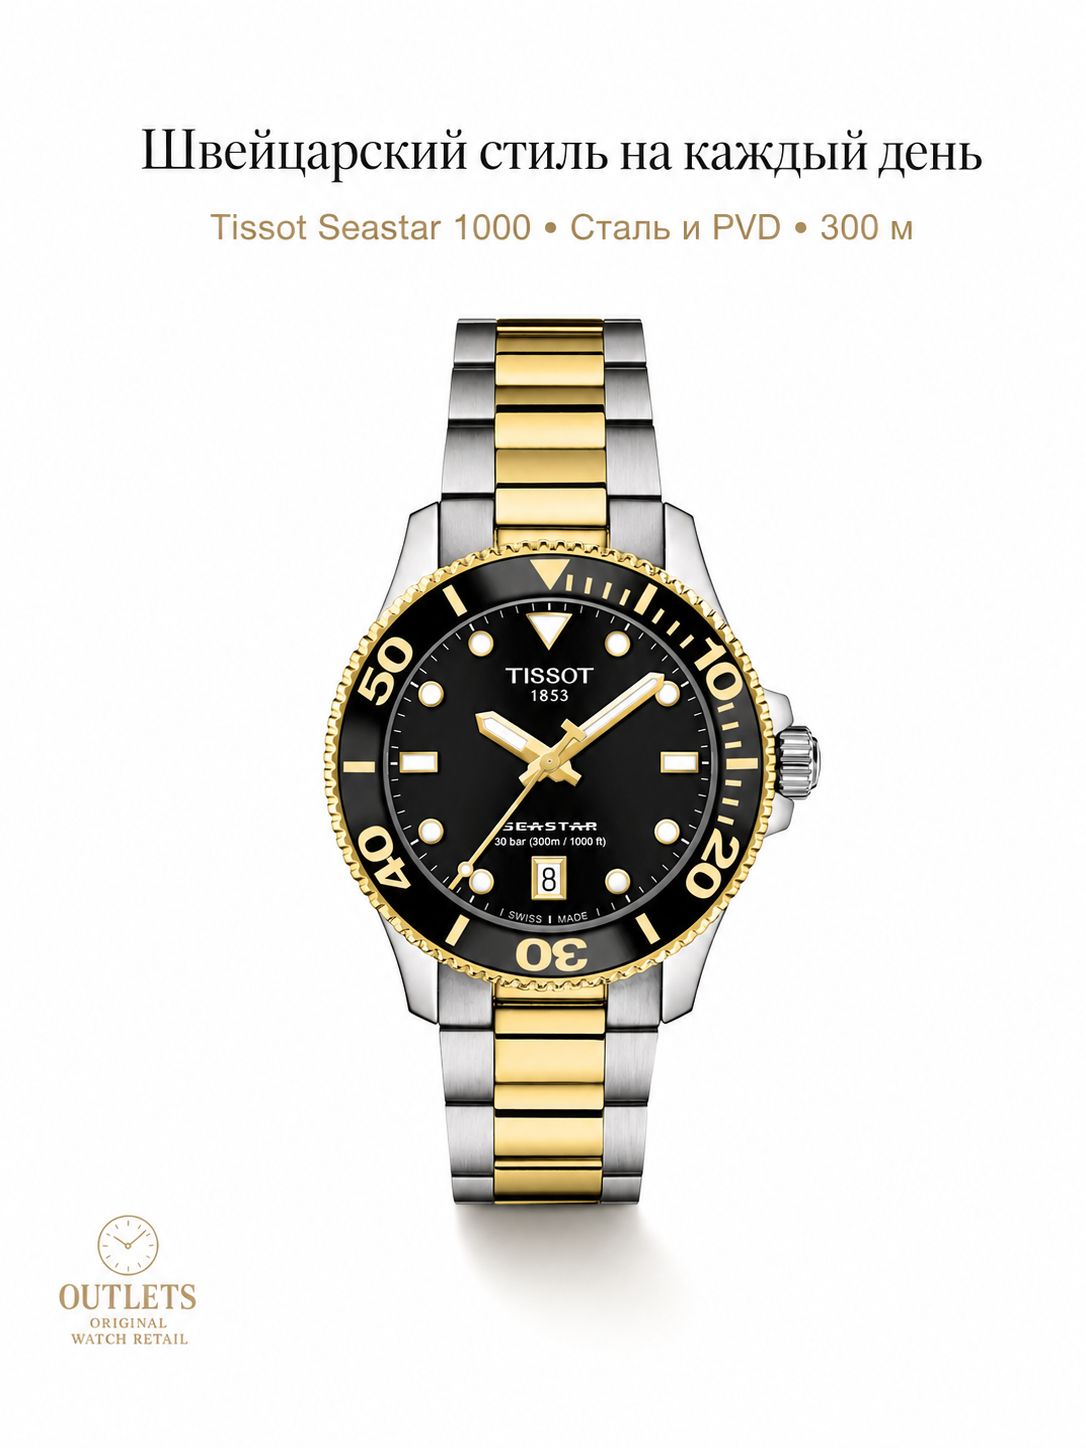 Швейцарский стиль на каждый день
Tissot Seastar 1000 • Сталь и PVD • 300 м
10
20
30
40
50
TISSOT
1853
SEASTAR
30 bar (300m / 1000 ft)
8
SWISS MADE
OUTLETS
ORIGINAL
WATCH RETAIL